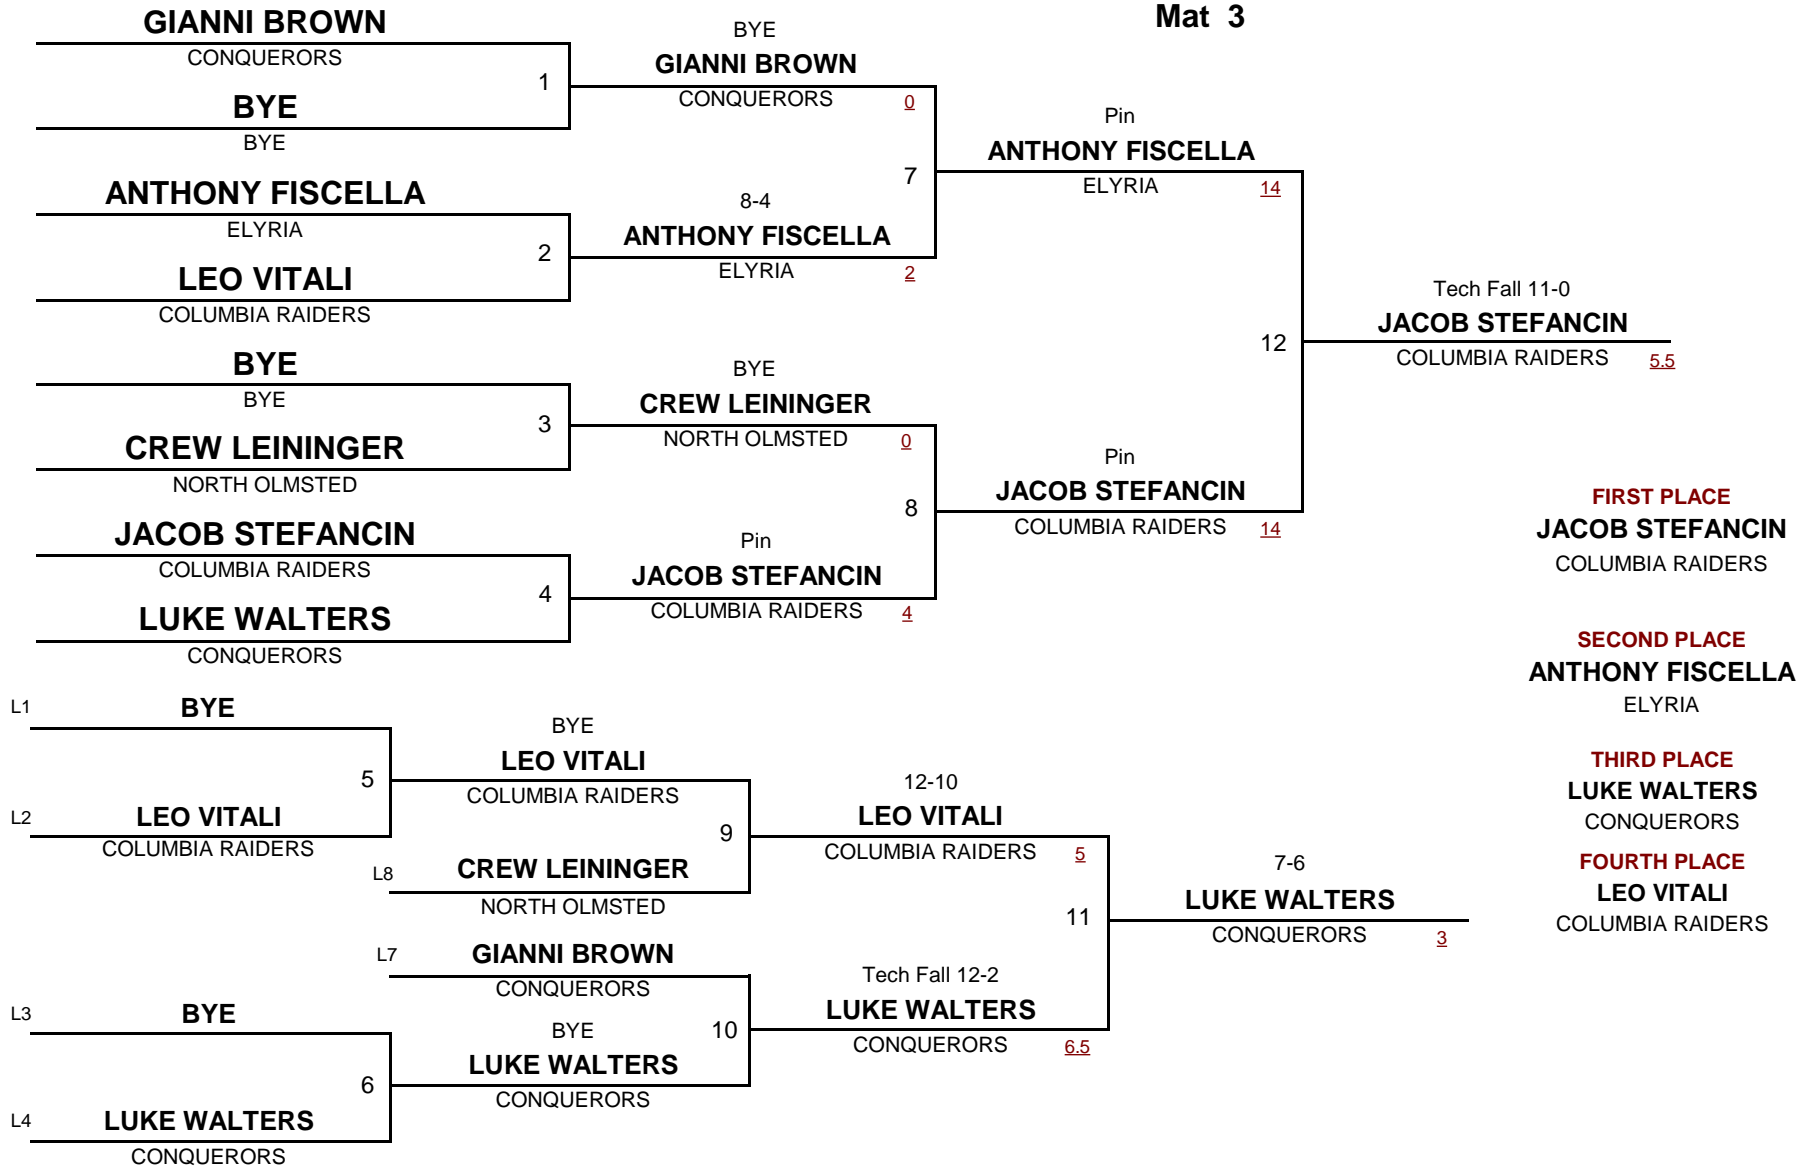 Mat 3
GIANNI BROWN
CONQUERORS
1
BYE
BYE
BYE
GIANNI BROWN
CONQUERORS 0
ANTHONY FISCELLA
ELYRIA
2
LEO VITALI
COLUMBIA RAIDERS
8-4
ANTHONY FISCELLA
ELYRIA 2
7
Pin
ANTHONY FISCELLA
ELYRIA 14
BYE
BYE
3
CREW LEININGER
NORTH OLMSTED
BYE
CREW LEININGER
NORTH OLMSTED 0
JACOB STEFANCIN
COLUMBIA RAIDERS
4
LUKE WALTERS
CONQUERORS
Pin
JACOB STEFANCIN
COLUMBIA RAIDERS 4
8
Pin
JACOB STEFANCIN
COLUMBIA RAIDERS 14
12
Tech Fall 11-0
JACOB STEFANCIN
COLUMBIA RAIDERS 5.5
FIRST PLACE
JACOB STEFANCIN
COLUMBIA RAIDERS
SECOND PLACE
ANTHONY FISCELLA
ELYRIA
THIRD PLACE
LUKE WALTERS
CONQUERORS
FOURTH PLACE
LEO VITALI
COLUMBIA RAIDERS
L1 BYE
5
L2 LEO VITALI
COLUMBIA RAIDERS
BYE
LEO VITALI
COLUMBIA RAIDERS
9
L8 CREW LEININGER
NORTH OLMSTED
12-10
LEO VITALI
COLUMBIA RAIDERS 5
L7 GIANNI BROWN
CONQUERORS
10
L3 BYE
6
L4 LUKE WALTERS
CONQUERORS
BYE
LUKE WALTERS
CONQUERORS
Tech Fall 12-2
LUKE WALTERS
CONQUERORS 6.5
11
7-6
LUKE WALTERS
CONQUERORS 3